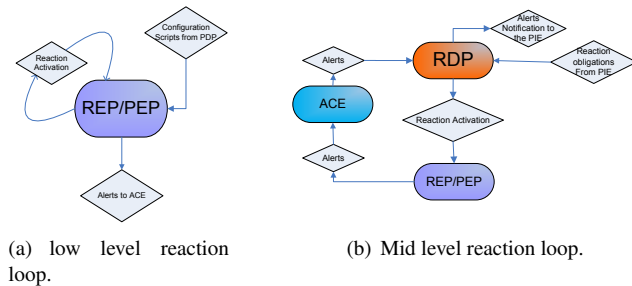 Configuration
Scripts from PDP
Reaction
Activation
REP/PEP
Alerts to ACE
(a) low level reaction
loop.
Alerts
Notification to
the PIE
Alerts
RDP
Reaction
obligations
From PIE
ACE
Reaction Activation
Alerts
REP/PEP
(b) Mid level reaction loop.